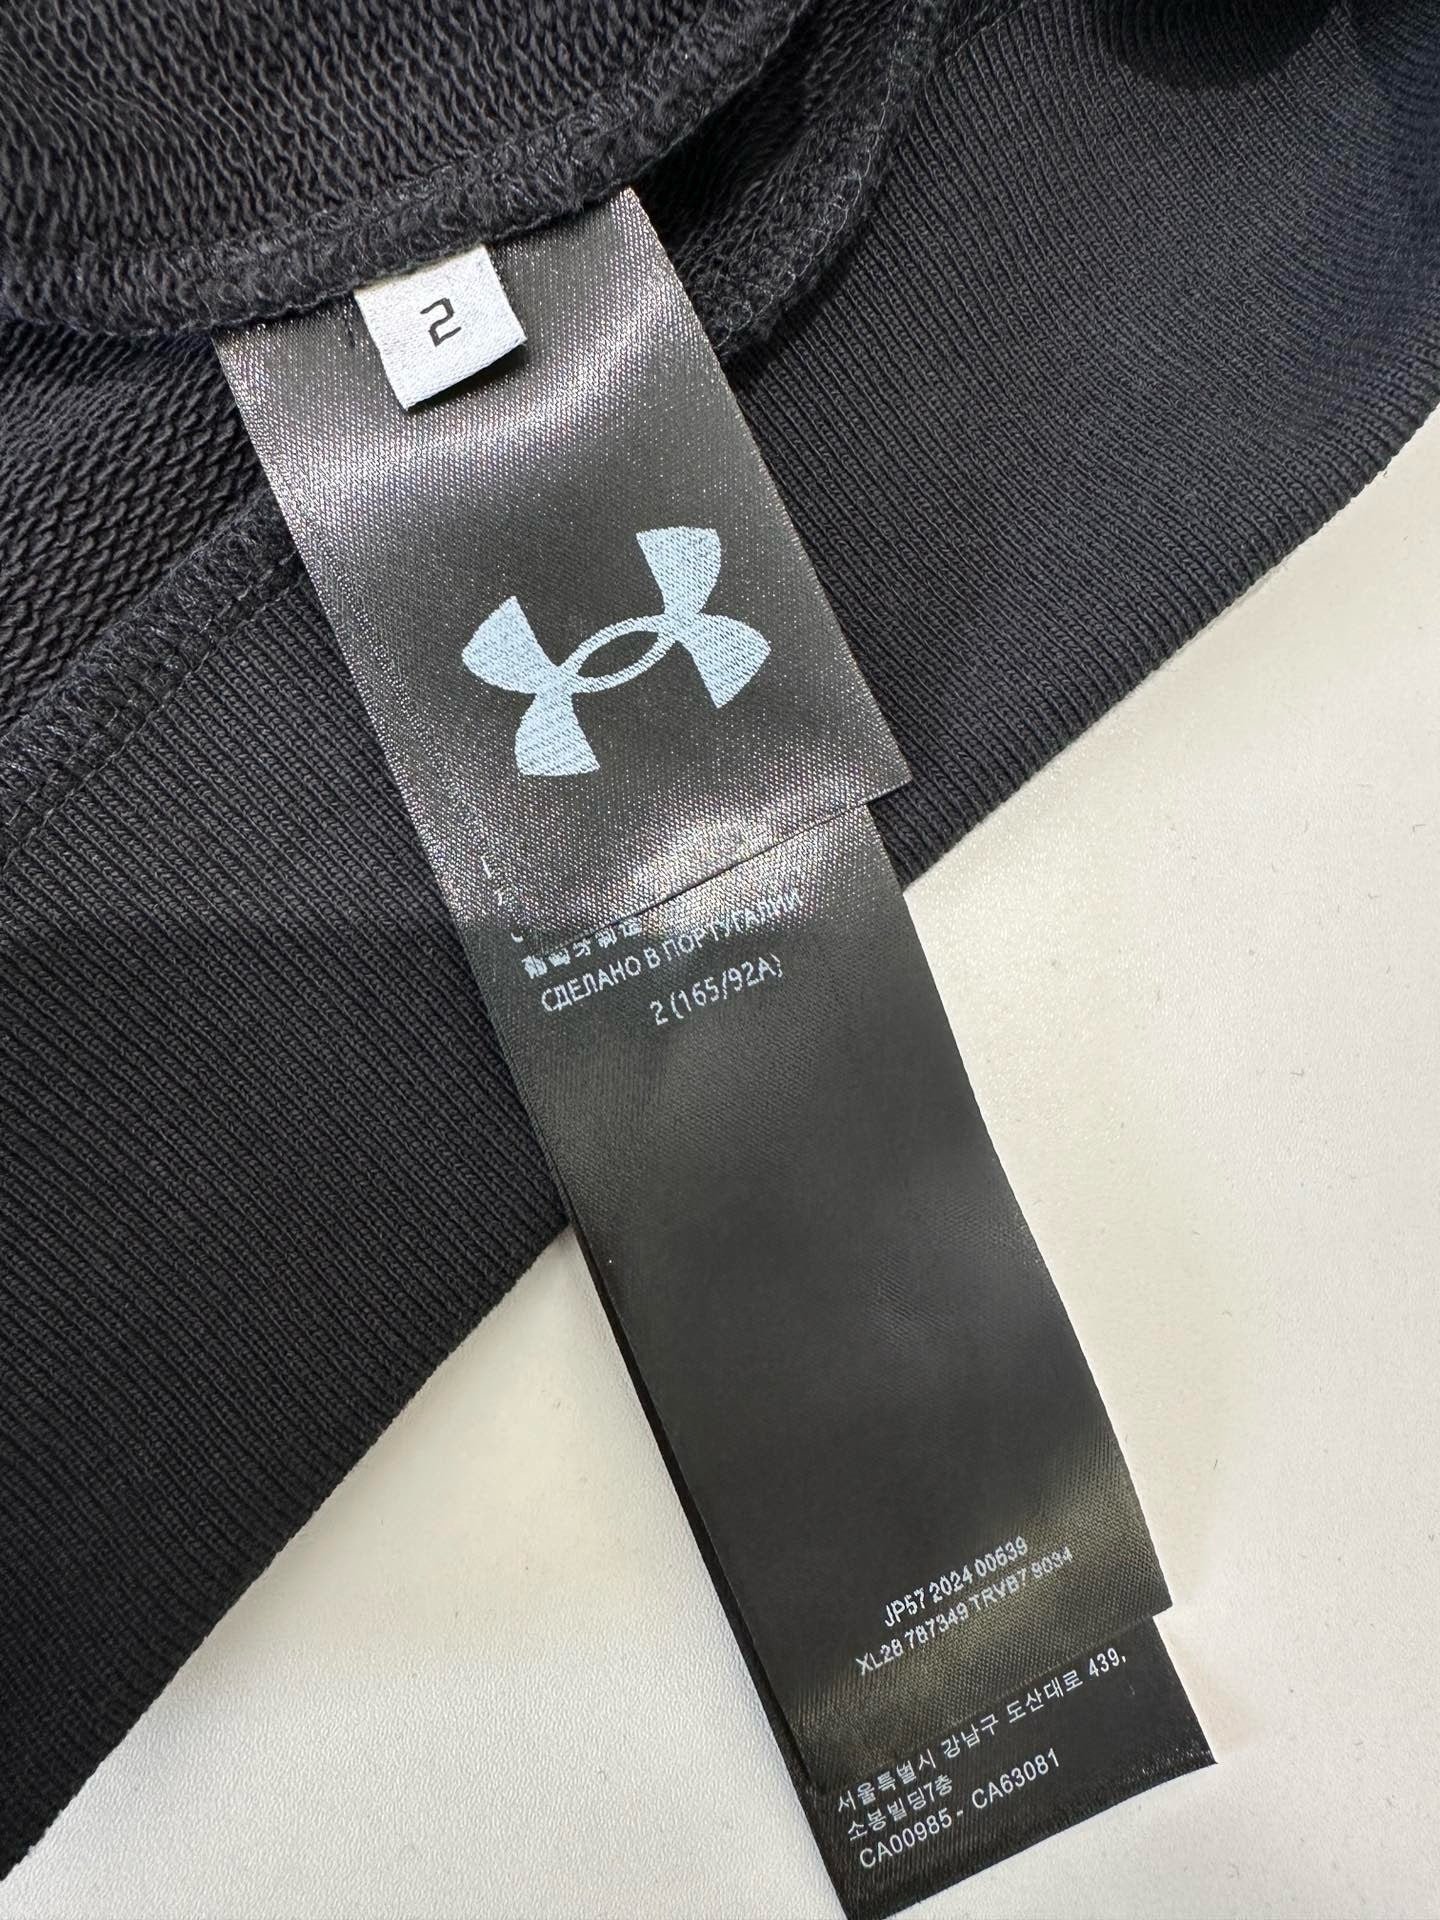 2
СДЕЛАНО В ПОРТУГАЛИИ
2 (165/92A)
JP57 2024 00639
XL28 787349 TRVB7 9034
서울특별시 강남구 도산대로 439,
소봉빌딩7층
CA00985 - CA63081